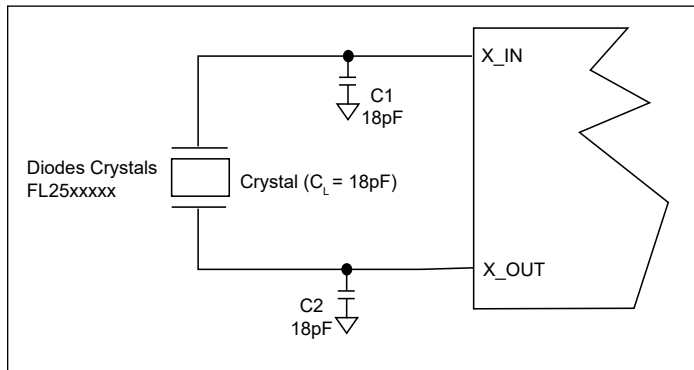 X_IN
C1
18pF
Diodes Crystals
FL25xxxxx
Crystal (CL = 18pF)
X_OUT
C2
18pF